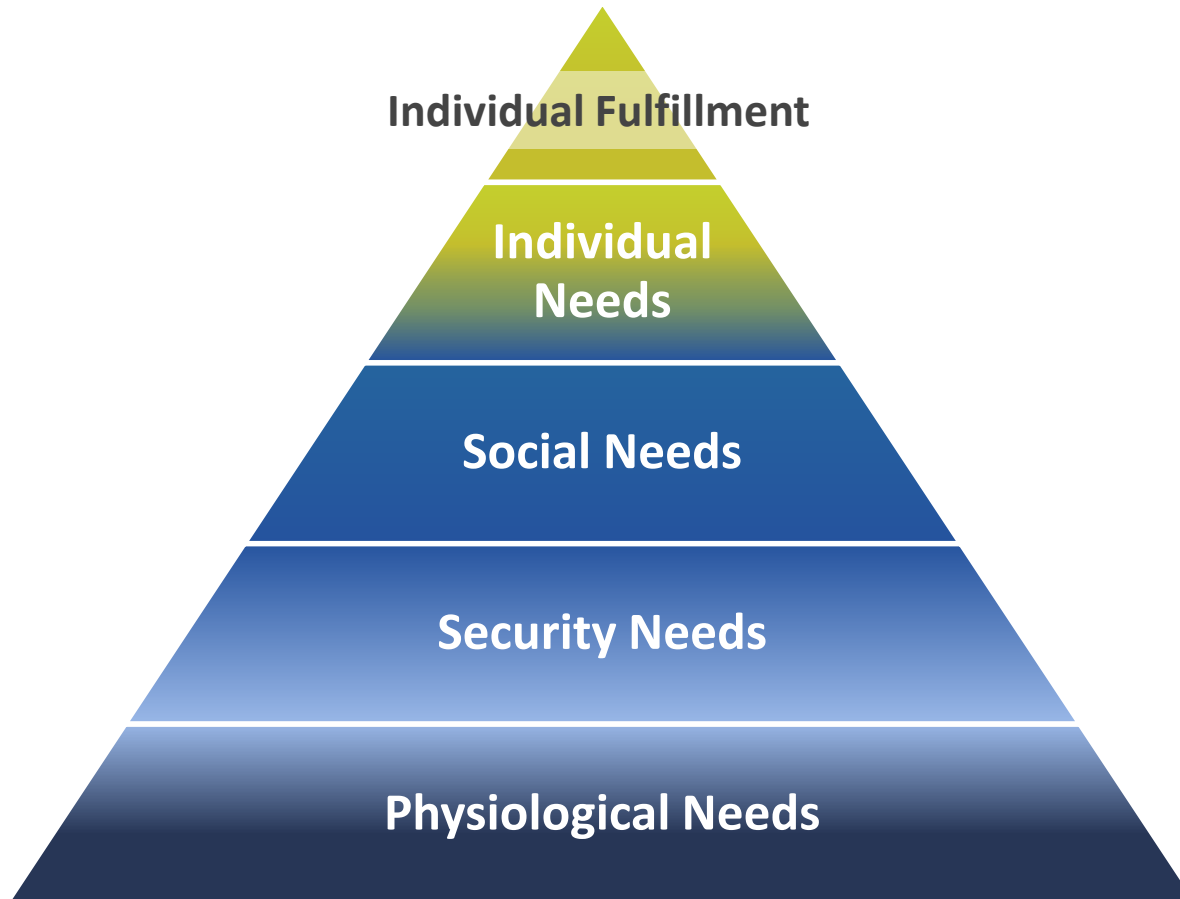 Individual Fulfillment
Individual
Needs
Social Needs
Security Needs
Physiological Needs